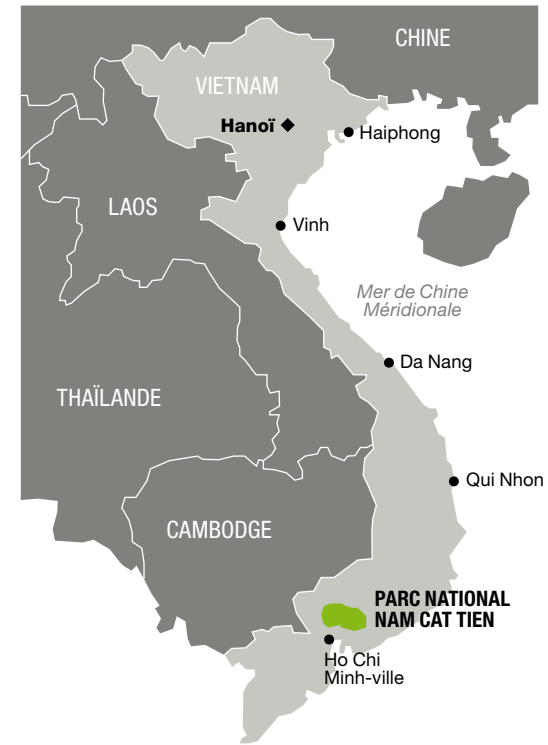 CHINE
VIETNAM
Hanoï
Haiphong
LAOS
Vinh
Mer de Chine
Méridionale
Da Nang
THAÏLANDE
Qui Nhon
CAMBODGE
PARC NATIONAL
NAM CAT TIEN
Ho Chi
Minh-ville